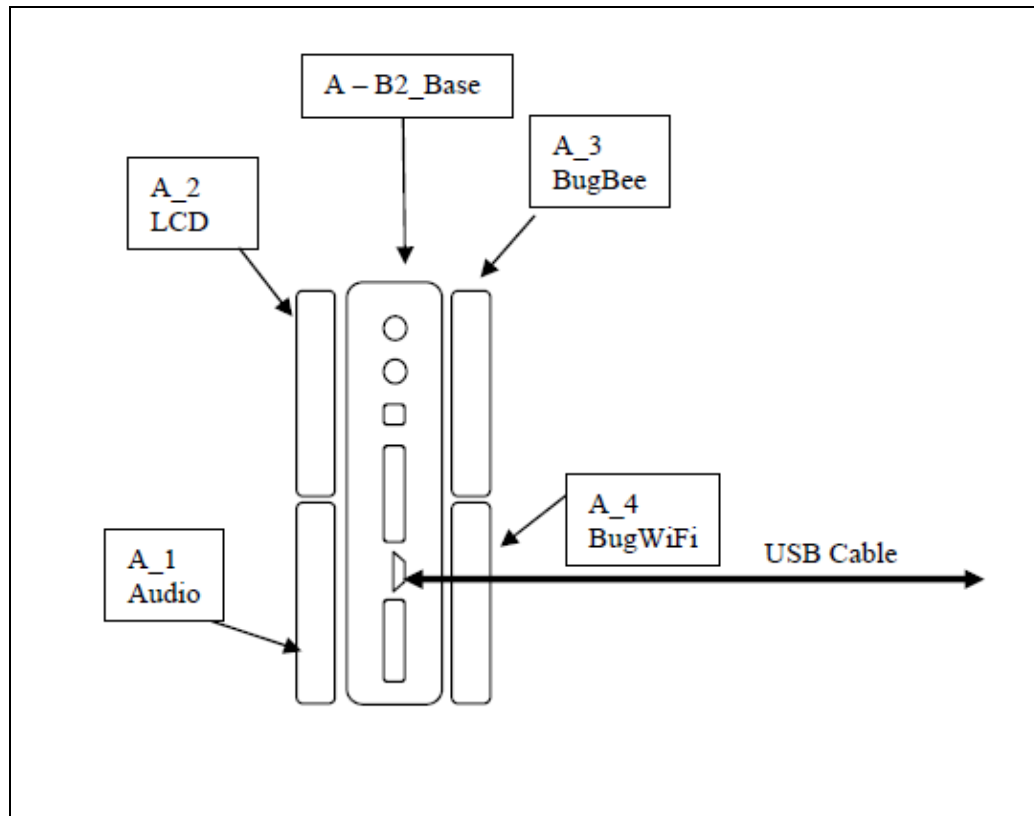 A – B2_Base
A_3
BugBee
A_2
LCD
A_4
BugWiFi
USB Cable
A_1
Audio